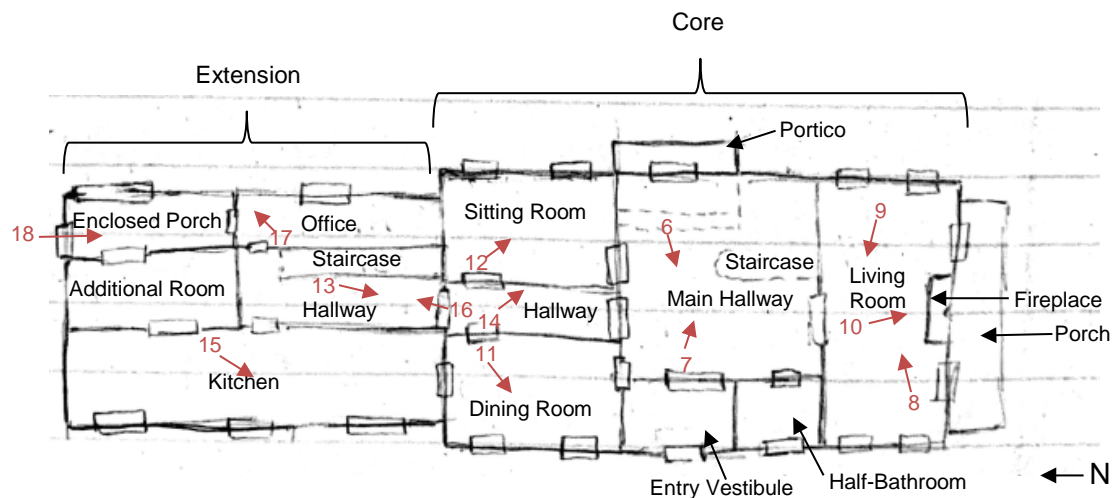 Core
Extension
Portico
Enclosed Porch
Office
Sitting Room
9
6
18
17
12
Staircase
Staircase
Additional Room
13
Living
Room
Main Hallway
Fireplace
Hallway
16
14
Hallway
10
Porch
15
11
7
Kitchen
8
Dining Room
Half-Bathroom
Entry Vestibule
N